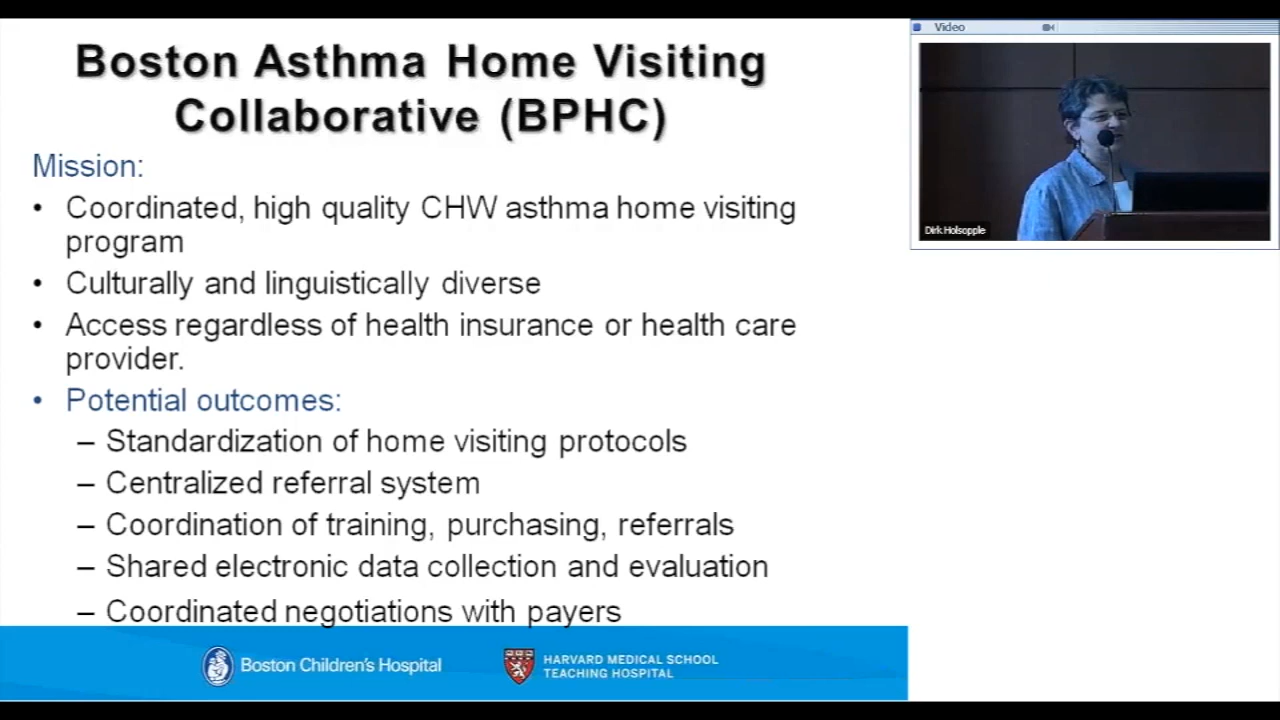 Boston Asthma Home Visiting
Collaborative (BPHC)
Mission:
• Coordinated, high quality CHW asthma home visiting
program
• Culturally and linguistically diverse
• Access regardless of health insurance or health care
provider.
• Potential outcomes:
– Standardization of home visiting protocols
– Centralized referral system
– Coordination of training, purchasing, referrals
– Shared electronic data collection and evaluation
– Coordinated negotiations with payers
Boston Children's Hospital
HARVARD MEDICAL SCHOOL
TEACHING HOSPITAL
Video
Dirk Holsopple